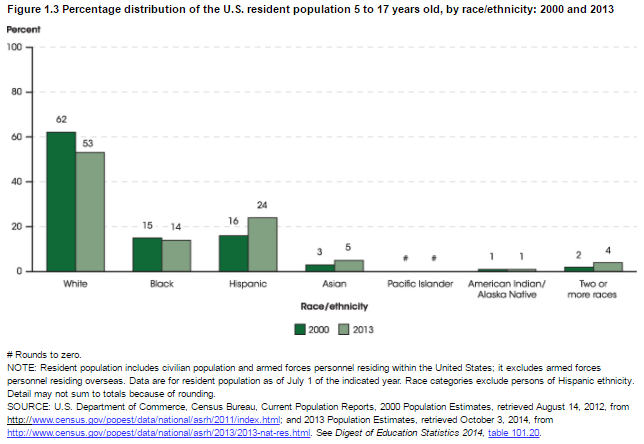 Figure 1.3 Percentage distribution of the U.S. resident population 5 to 17 years old, by race/ethnicity: 2000 and 2013
Percent
100
80
60
40
20
0
62
53
15
14
16
24
3
5
#
#
1
1
2
4
White
Black
Hispanic
Asian
Pacific Islander
American Indian/
Alaska Native
Two or
more races
Race/ethnicity
2000
2013
# Rounds to zero.
NOTE: Resident population includes civilian population and armed forces personnel residing within the United States; it excludes armed forces
personnel residing overseas. Data are for resident population as of July 1 of the indicated year. Race categories exclude persons of Hispanic ethnicity.
Detail may not sum to totals because of rounding.
SOURCE: U.S. Department of Commerce, Census Bureau, Current Population Reports, 2000 Population Estimates, retrieved August 14, 2012, from
http://www.census.gov/popest/data/national/asrh/2011/index.html; and 2013 Population Estimates, retrieved October 3, 2014, from
http://www.census.gov/popest/data/national/asrh/2013/2013-nat-res.html. See Digest of Education Statistics 2014, table 101.20.